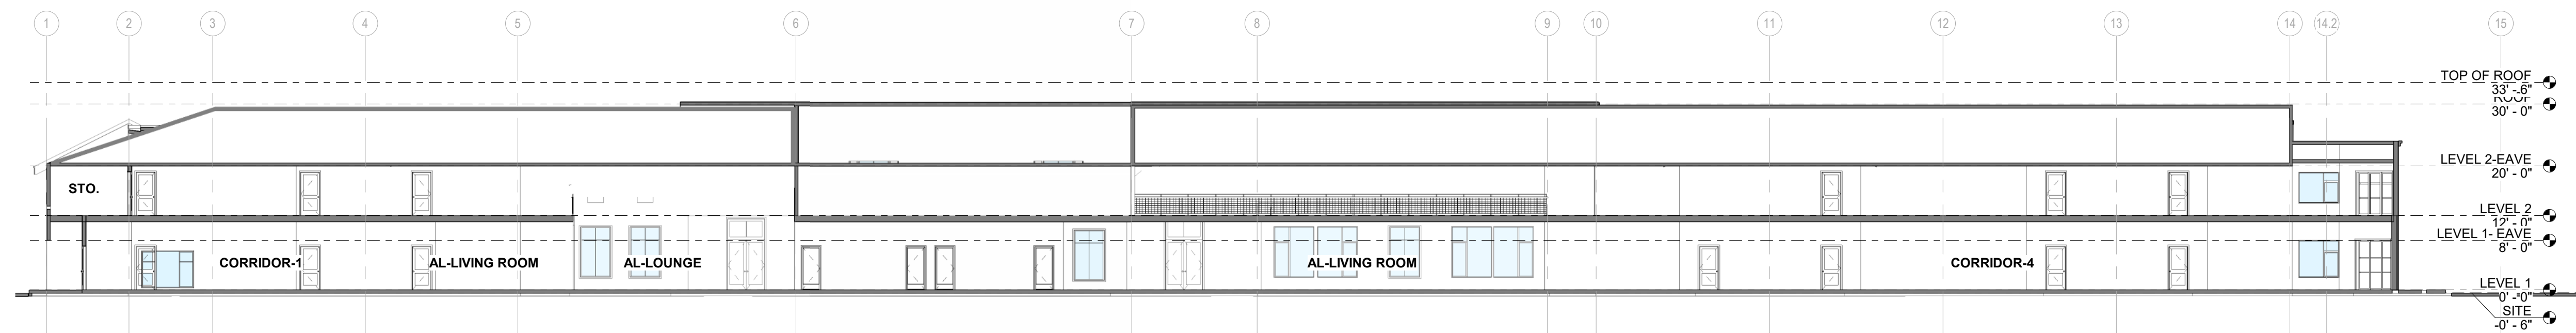 1 2 3 4 5 6 7 8 9 10 11 12 13 14 14.2 15
TOP OF ROOF
33' -6"
ROOF
30' - 0"
LEVEL 2-EAVE
20' - 0"
STO.
LEVEL 2
12' - 0"
LEVEL 1- EAVE
8' - 0"
CORRIDOR-1 AL-LIVING ROOM AL-LOUNGE AL-LIVING ROOM CORRIDOR-4
LEVEL 1
0' - 0"
SITE
-0' - 6"